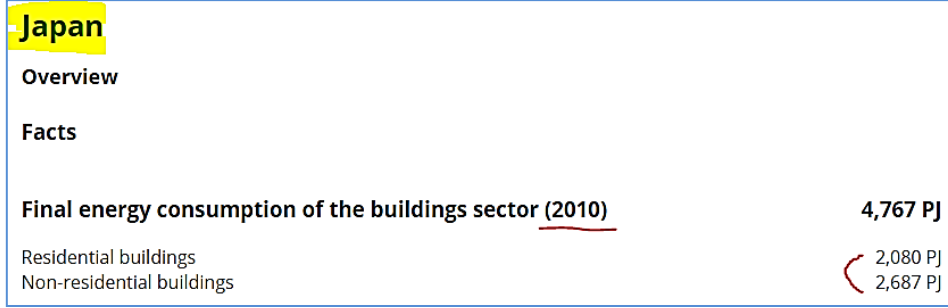 Japan
Overview
Facts
Final energy consumption of the buildings sector (2010) 4,767 PJ
Residential buildings 2,080 PJ
Non-residential buildings 2,687 PJ